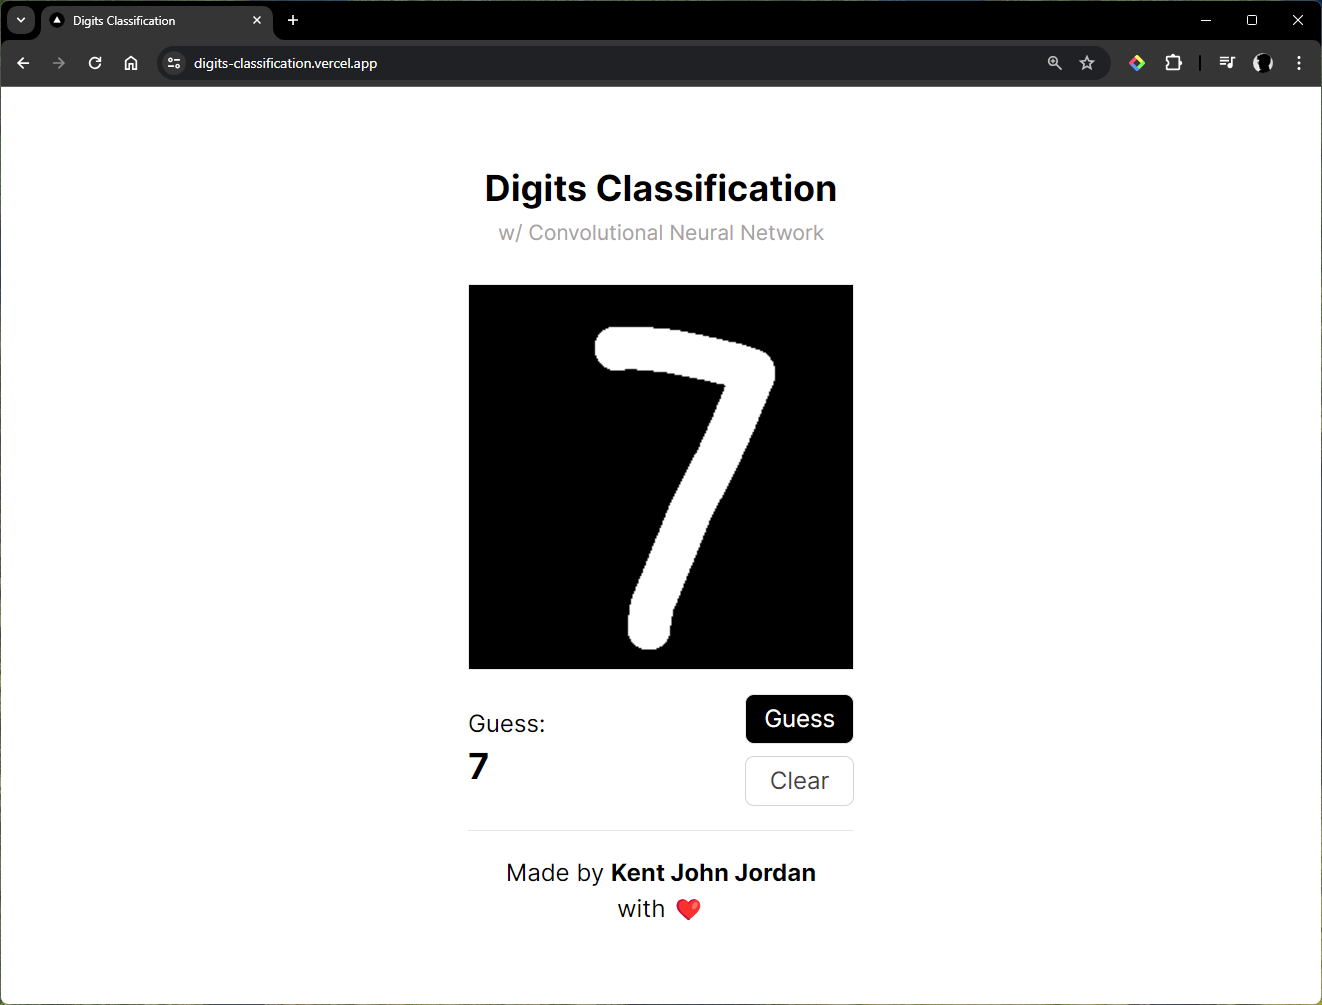 Digits Classification
digits-classification.vercel.app
Digits Classification
w/ Convolutional Neural Network
7
Guess:
7
Guess
Clear
Made by Kent John Jordan
with ❤️